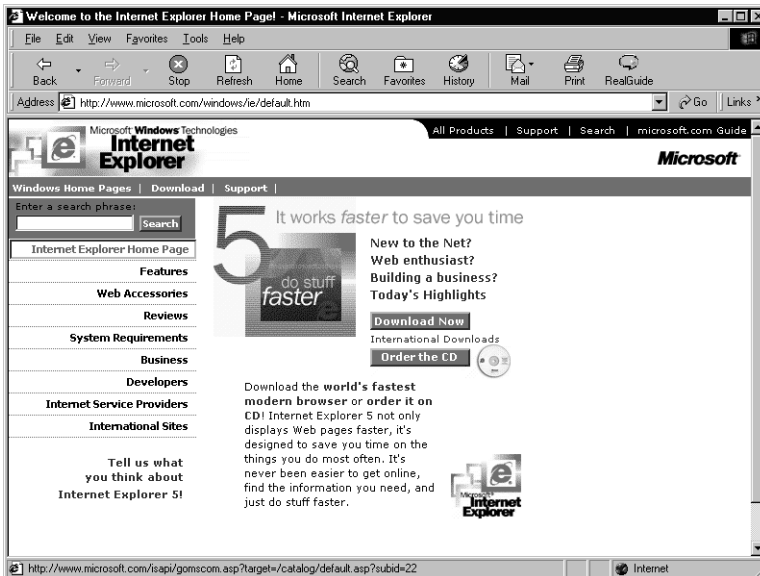 Welcome to the Internet Explorer Home Page! - Microsoft Internet Explorer
File Edit View Favorites Tools Help
Back Forward Stop Refresh Home Search Favorites History Mail Print RealGuide
Address http://www.microsoft.com/windows/ie/default.htm Go Links
Microsoft Windows Technologies
Internet
Explorer
All Products | Support | Search | microsoft.com Guide
Microsoft
Windows Home Pages | Download | Support |
Enter a search phrase:
Search
Internet Explorer Home Page
Features
Web Accessories
Reviews
System Requirements
Business
Developers
Internet Service Providers
International Sites
Tell us what
you think about
Internet Explorer 5!
5 It works faster to save you time
do stuff
faster
New to the Net?
Web enthusiast?
Building a business?
Today's Highlights
Download Now
International Downloads
Order the CD
Download the world's fastest
modern browser or order it on
CD! Internet Explorer 5 not only
displays Web pages faster, it's
designed to save you time on the
things you do most often. It's
never been easier to get online,
find the information you need, and
just do stuff faster.
Microsoft
Internet
Explorer
http://www.microsoft.com/isapi/gomscom.asp?target=/catalog/default.asp?subid=22 Internet